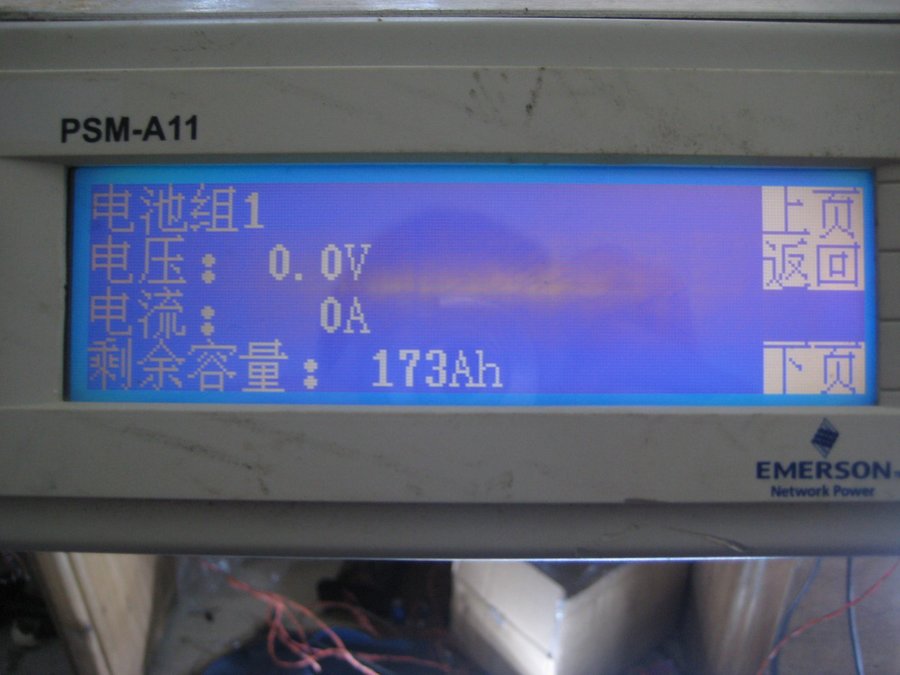 PSM-A11
电池组1
上页
电压： 0.0V
返回
电流： 0A
剩余容量： 173Ah
下页
EMERSON
Network Power